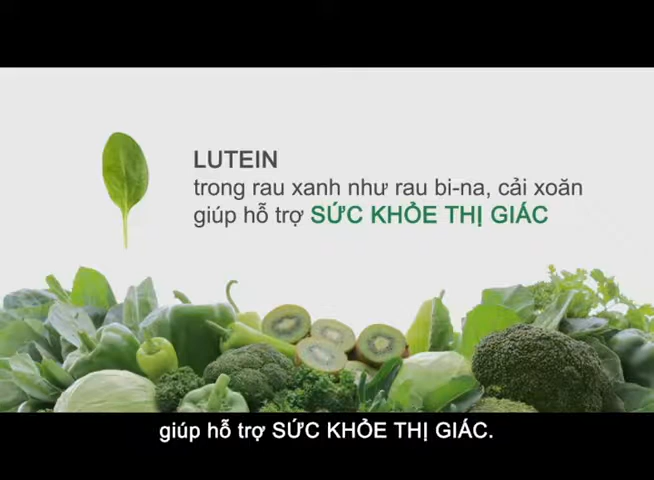 LUTEIN
trong rau xanh như rau bi-na, cải xoăn
giúp hỗ trợ SỨC KHỎE THỊ GIÁC
giúp hỗ trợ SỨC KHỎE THỊ GIÁC.